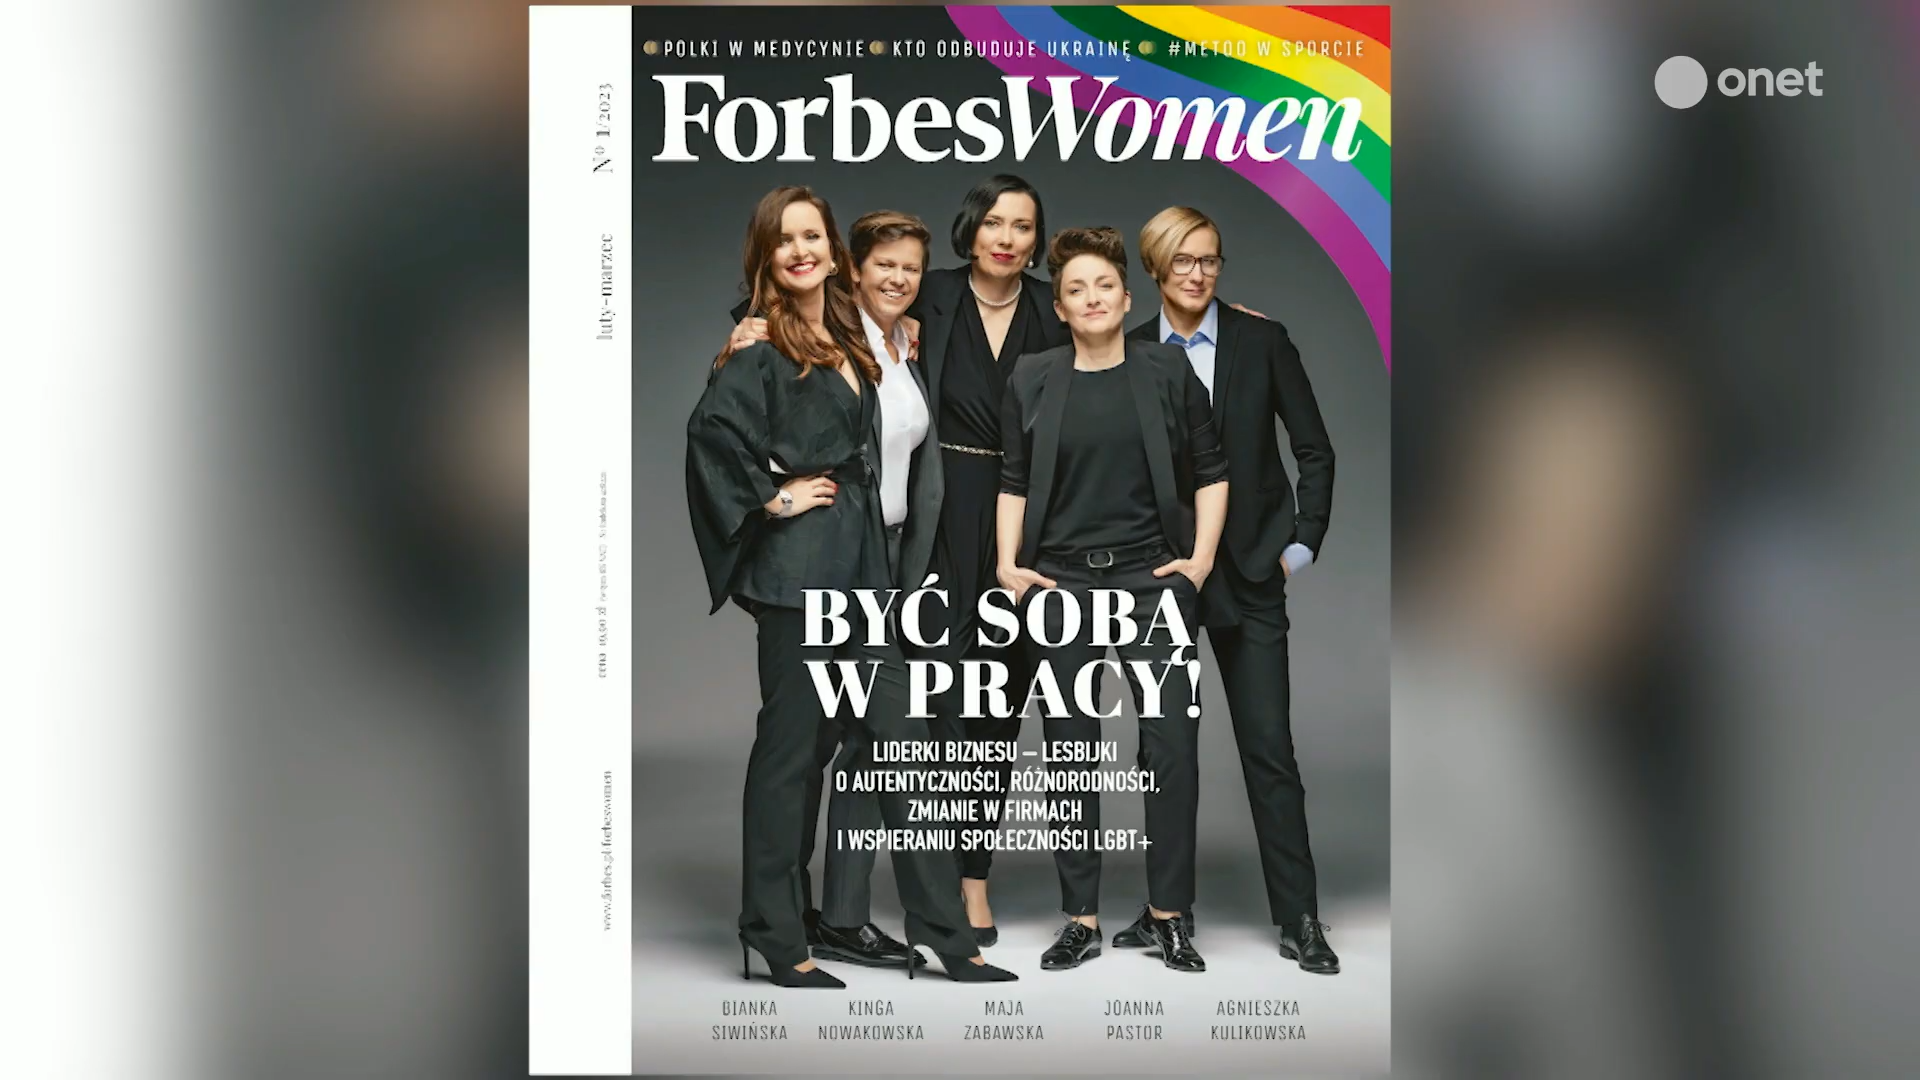 POLKI W MEDYCYNIE KTO ODBUDUJE UKRAINĘ #METOO W SPORCIE
ForbesWomen
onet
Nº 1/2023
luty-marzec
www.forbes.pl/forbeswomen
BYĆ SOBĄ
W PRACY!
LIDERKI BIZNESU – LESBIJKI
O AUTENTYCZNOŚCI, RÓŻNORODNOŚCI,
ZMIANIE W FIRMACH
I WSPIERANIU SPOŁECZNOŚCI LGBT+
BIANKA
SIWIŃSKA
KINGA
NOWAKOWSKA
MAJA
ZABAWSKA
JOANNA
PASTOR
AGNIESZKA
KULIKOWSKA